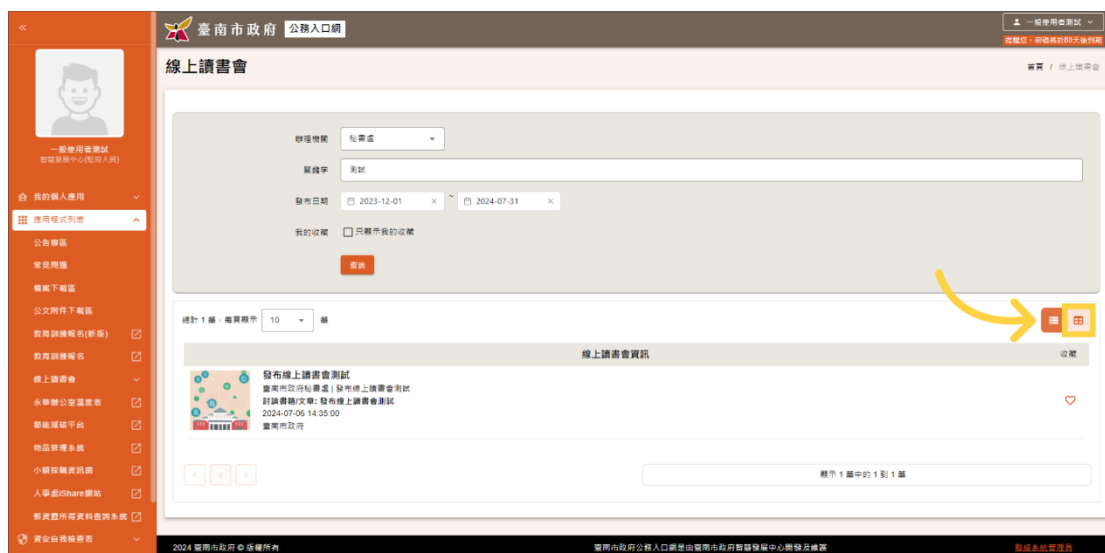 臺南市政府 公務入口網
一般使用者測試
提醒您，密碼將於80天後到期
線上讀書會
首頁 / 線上讀書會
一般使用者測試
智慧發展中心(駐府人員)
我的個人應用
應用程式列表
公告專區
常見問題
檔案下載區
公文附件下載區
教育訓練報名(新版)
教育訓練報名
線上讀書會
永華辦公室溫度表
節能減碳平台
物品管理系統
小額採購資訊網
人事處iShare網站
薪資暨所得資料查詢系統
資安自我檢查表
辦理機關 秘書處
關鍵字 測試
發布日期 2023-12-01 × ~ 2024-07-31 ×
我的收藏 只顯示我的收藏
查詢
總計 1 筆，每頁顯示 10 筆
線上讀書會資訊 收藏
發布線上讀書會測試
臺南市政府秘書處 | 發布線上讀書會測試
討論書籍/文章: 發布線上讀書會測試
2024-07-06 14:35:00
臺南市政府
顯示 1 筆中的 1 到 1 筆
2024 臺南市政府 © 版權所有
臺南市政府公務入口網是由臺南市政府智慧發展中心開發及維護
聯絡系統管理員